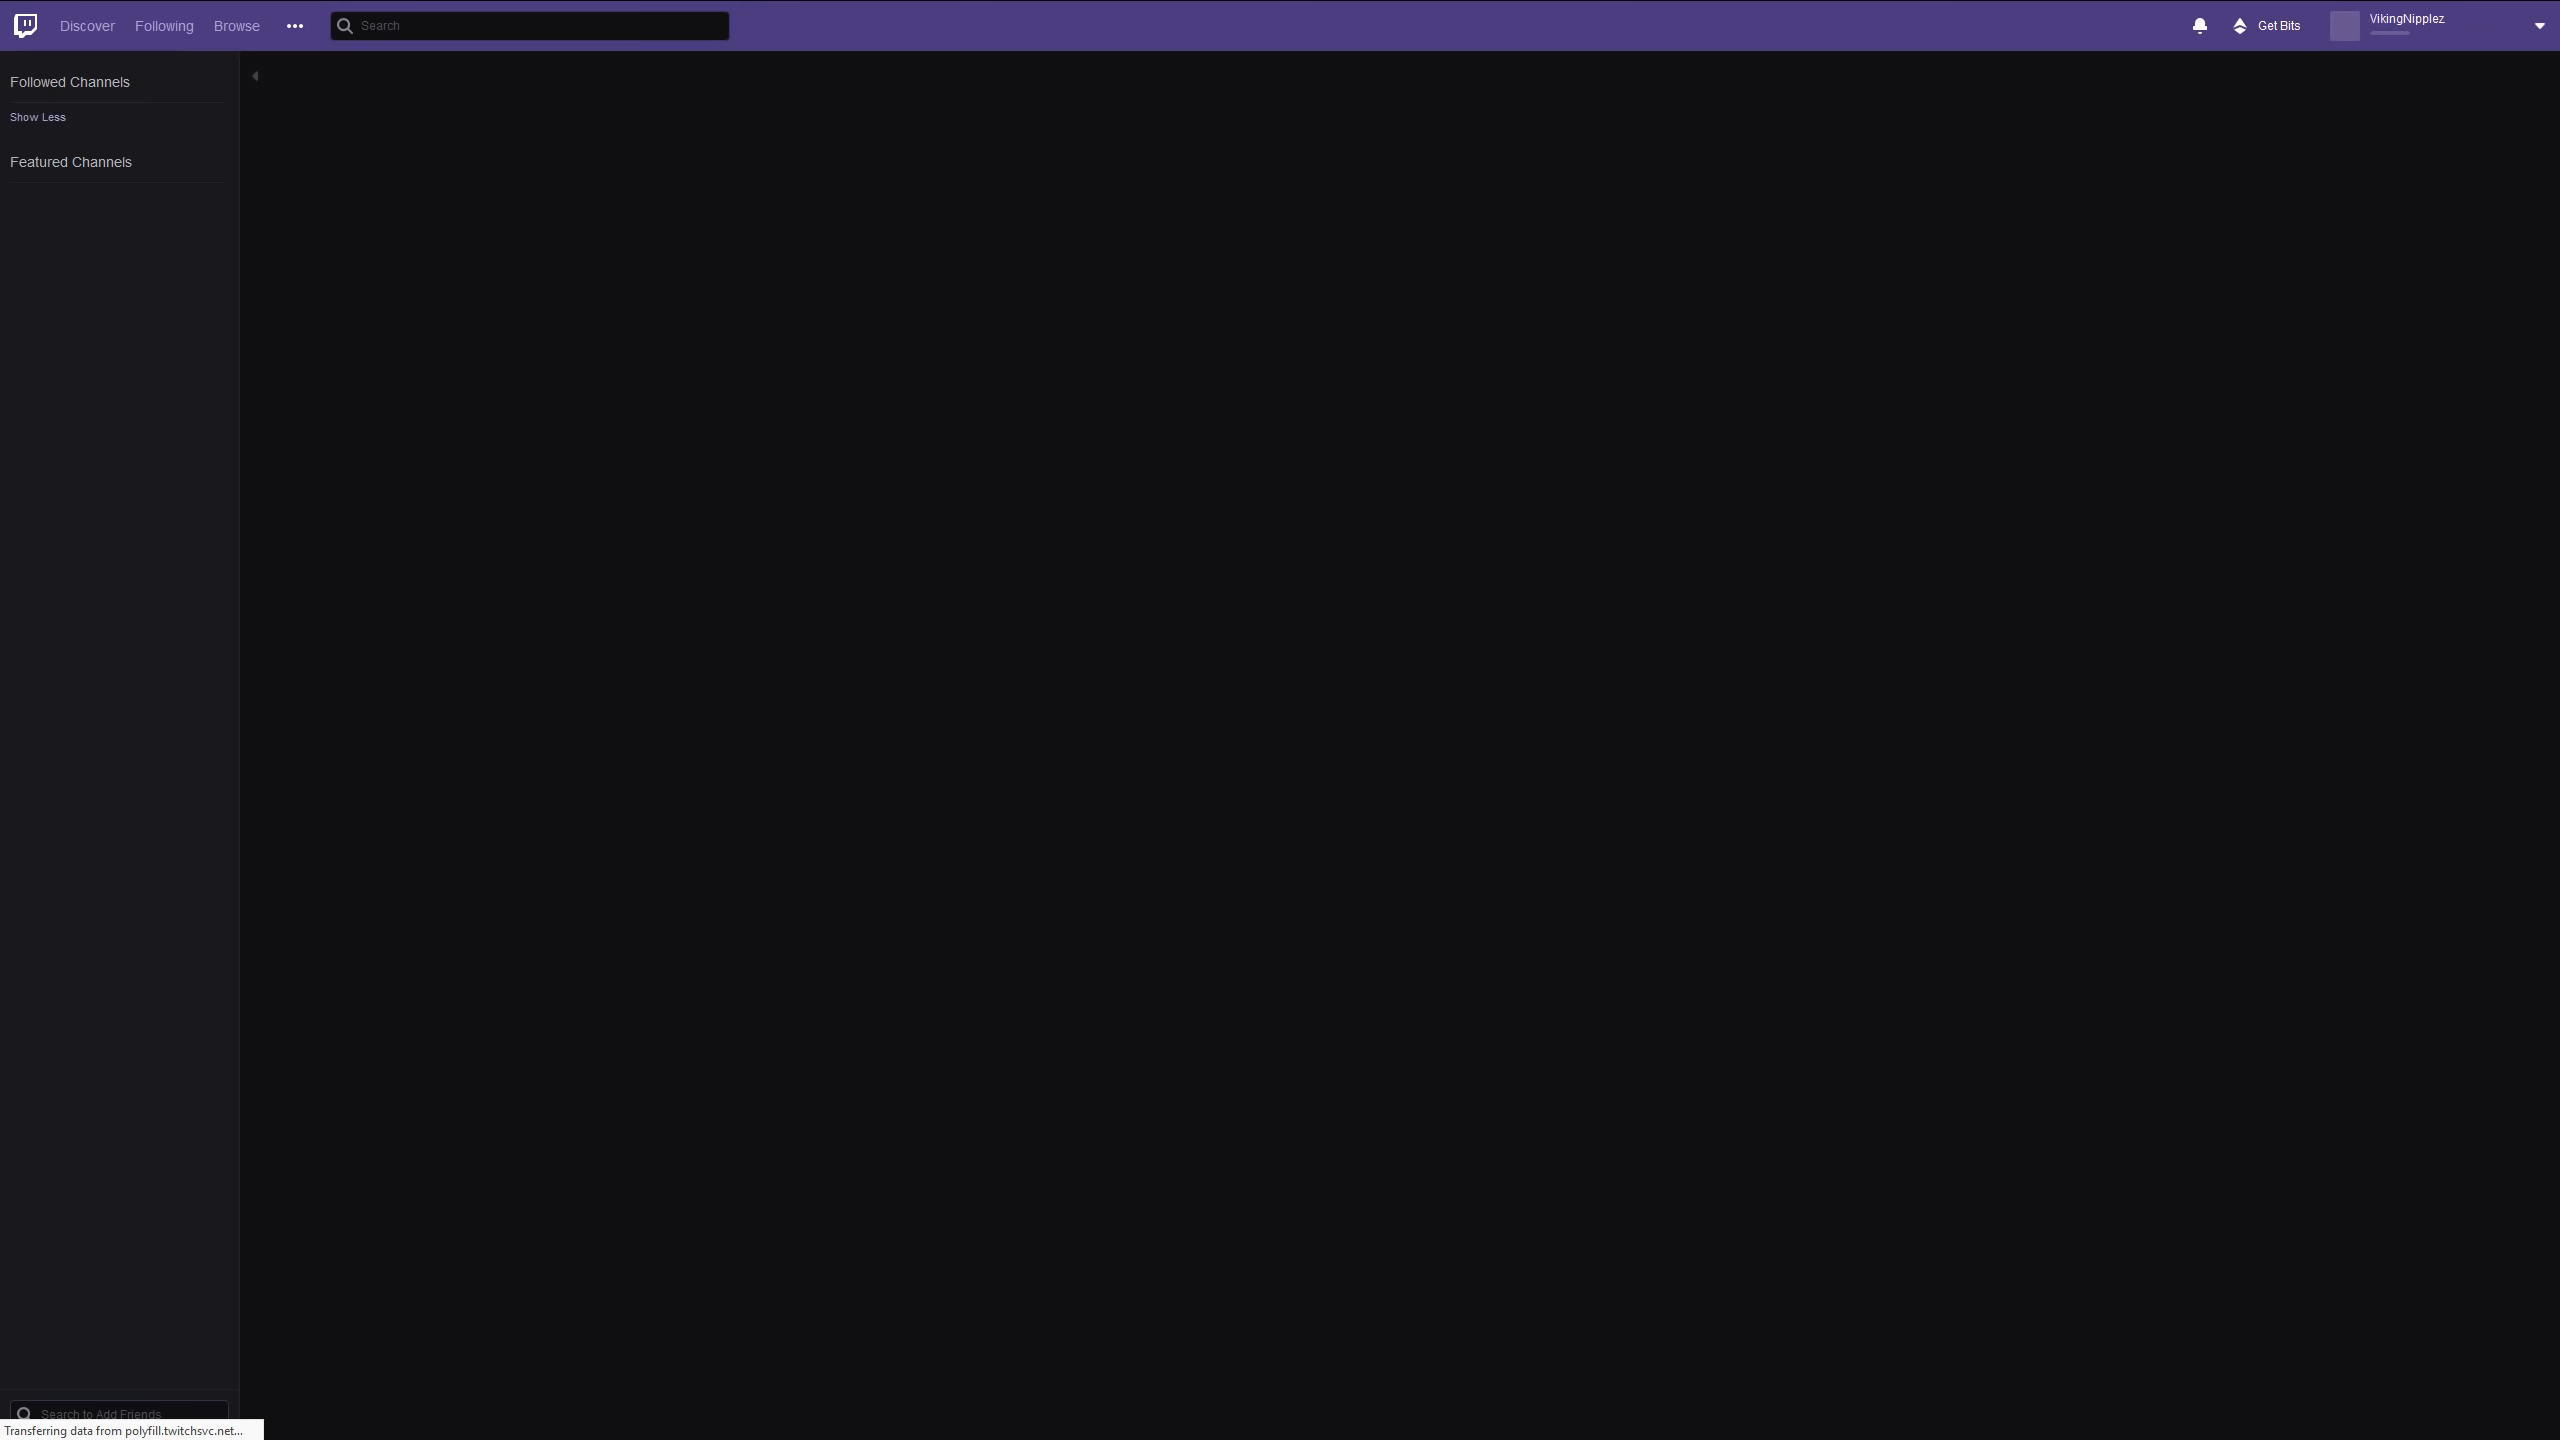 Discover Following Browse Search Get Bits VikingNipplez
Followed Channels
Show Less
Featured Channels
Search to Add Friends
Transferring data from polyfill.twitchsvc.net...